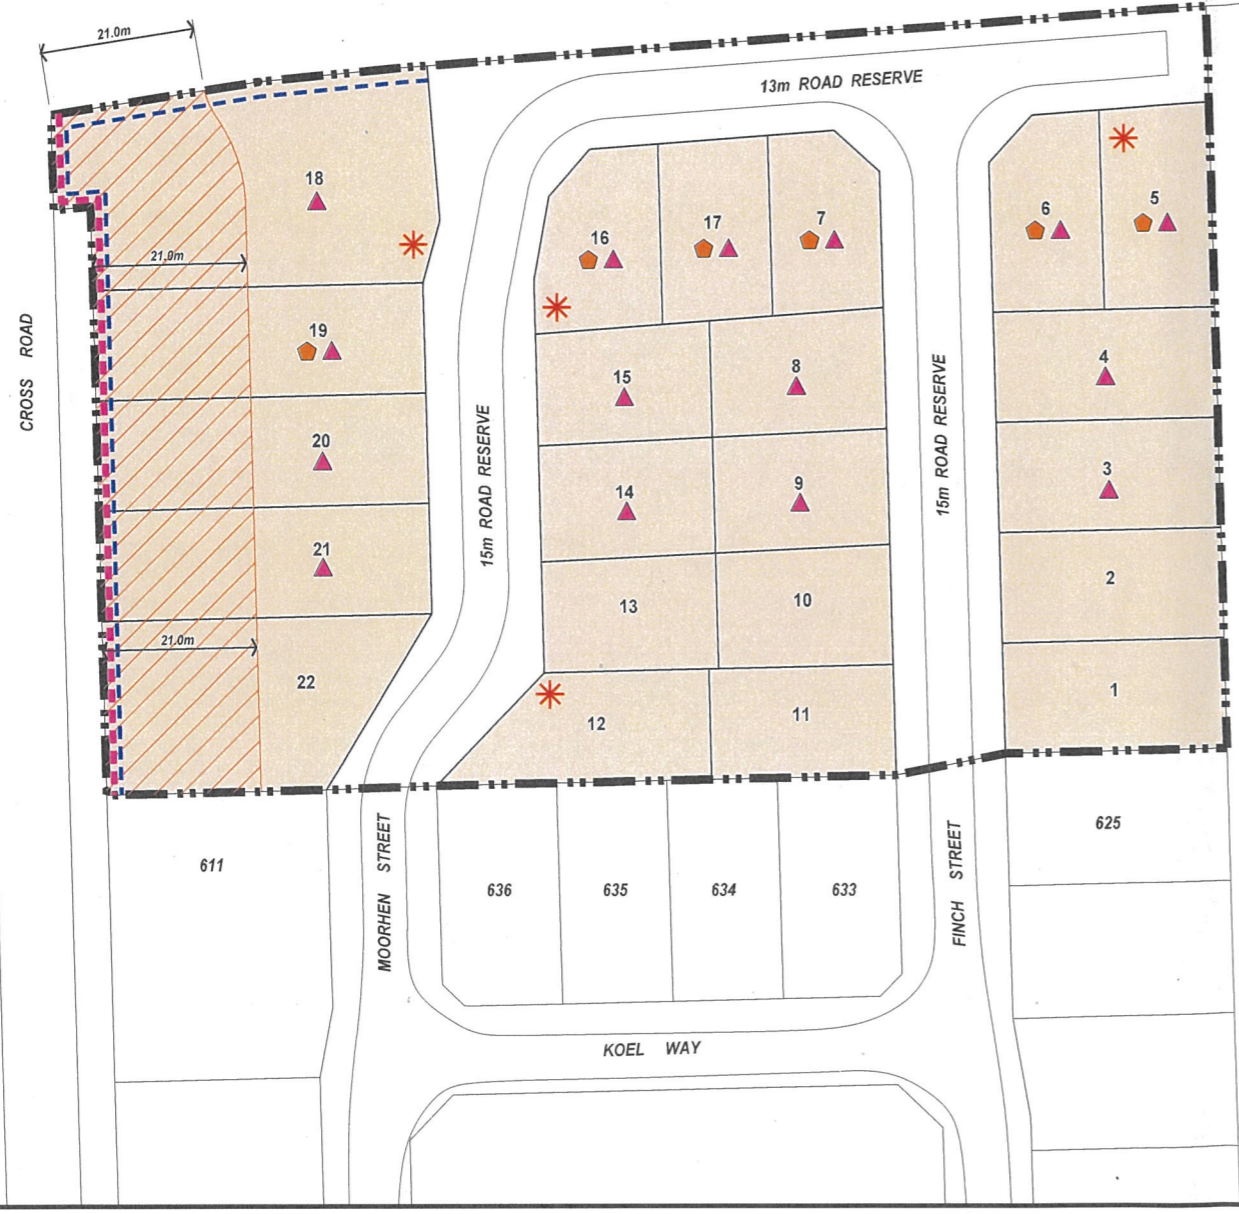 21.0m
13m ROAD RESERVE
18
5
6
7
17
16
21.0m
CROSS ROAD
19
15
8
4
15m ROAD RESERVE
15m ROAD RESERVE
20
14
9
3
21
13
10
2
21.0m
22
12
11
1
611
MOORHEN STREET
636
635
634
633
FINCH STREET
625
KOEL WAY